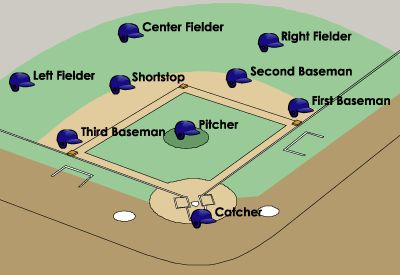 Center Fielder
Right Fielder
Left Fielder
Shortstop
Second Baseman
First Baseman
Third Baseman
Pitcher
Catcher